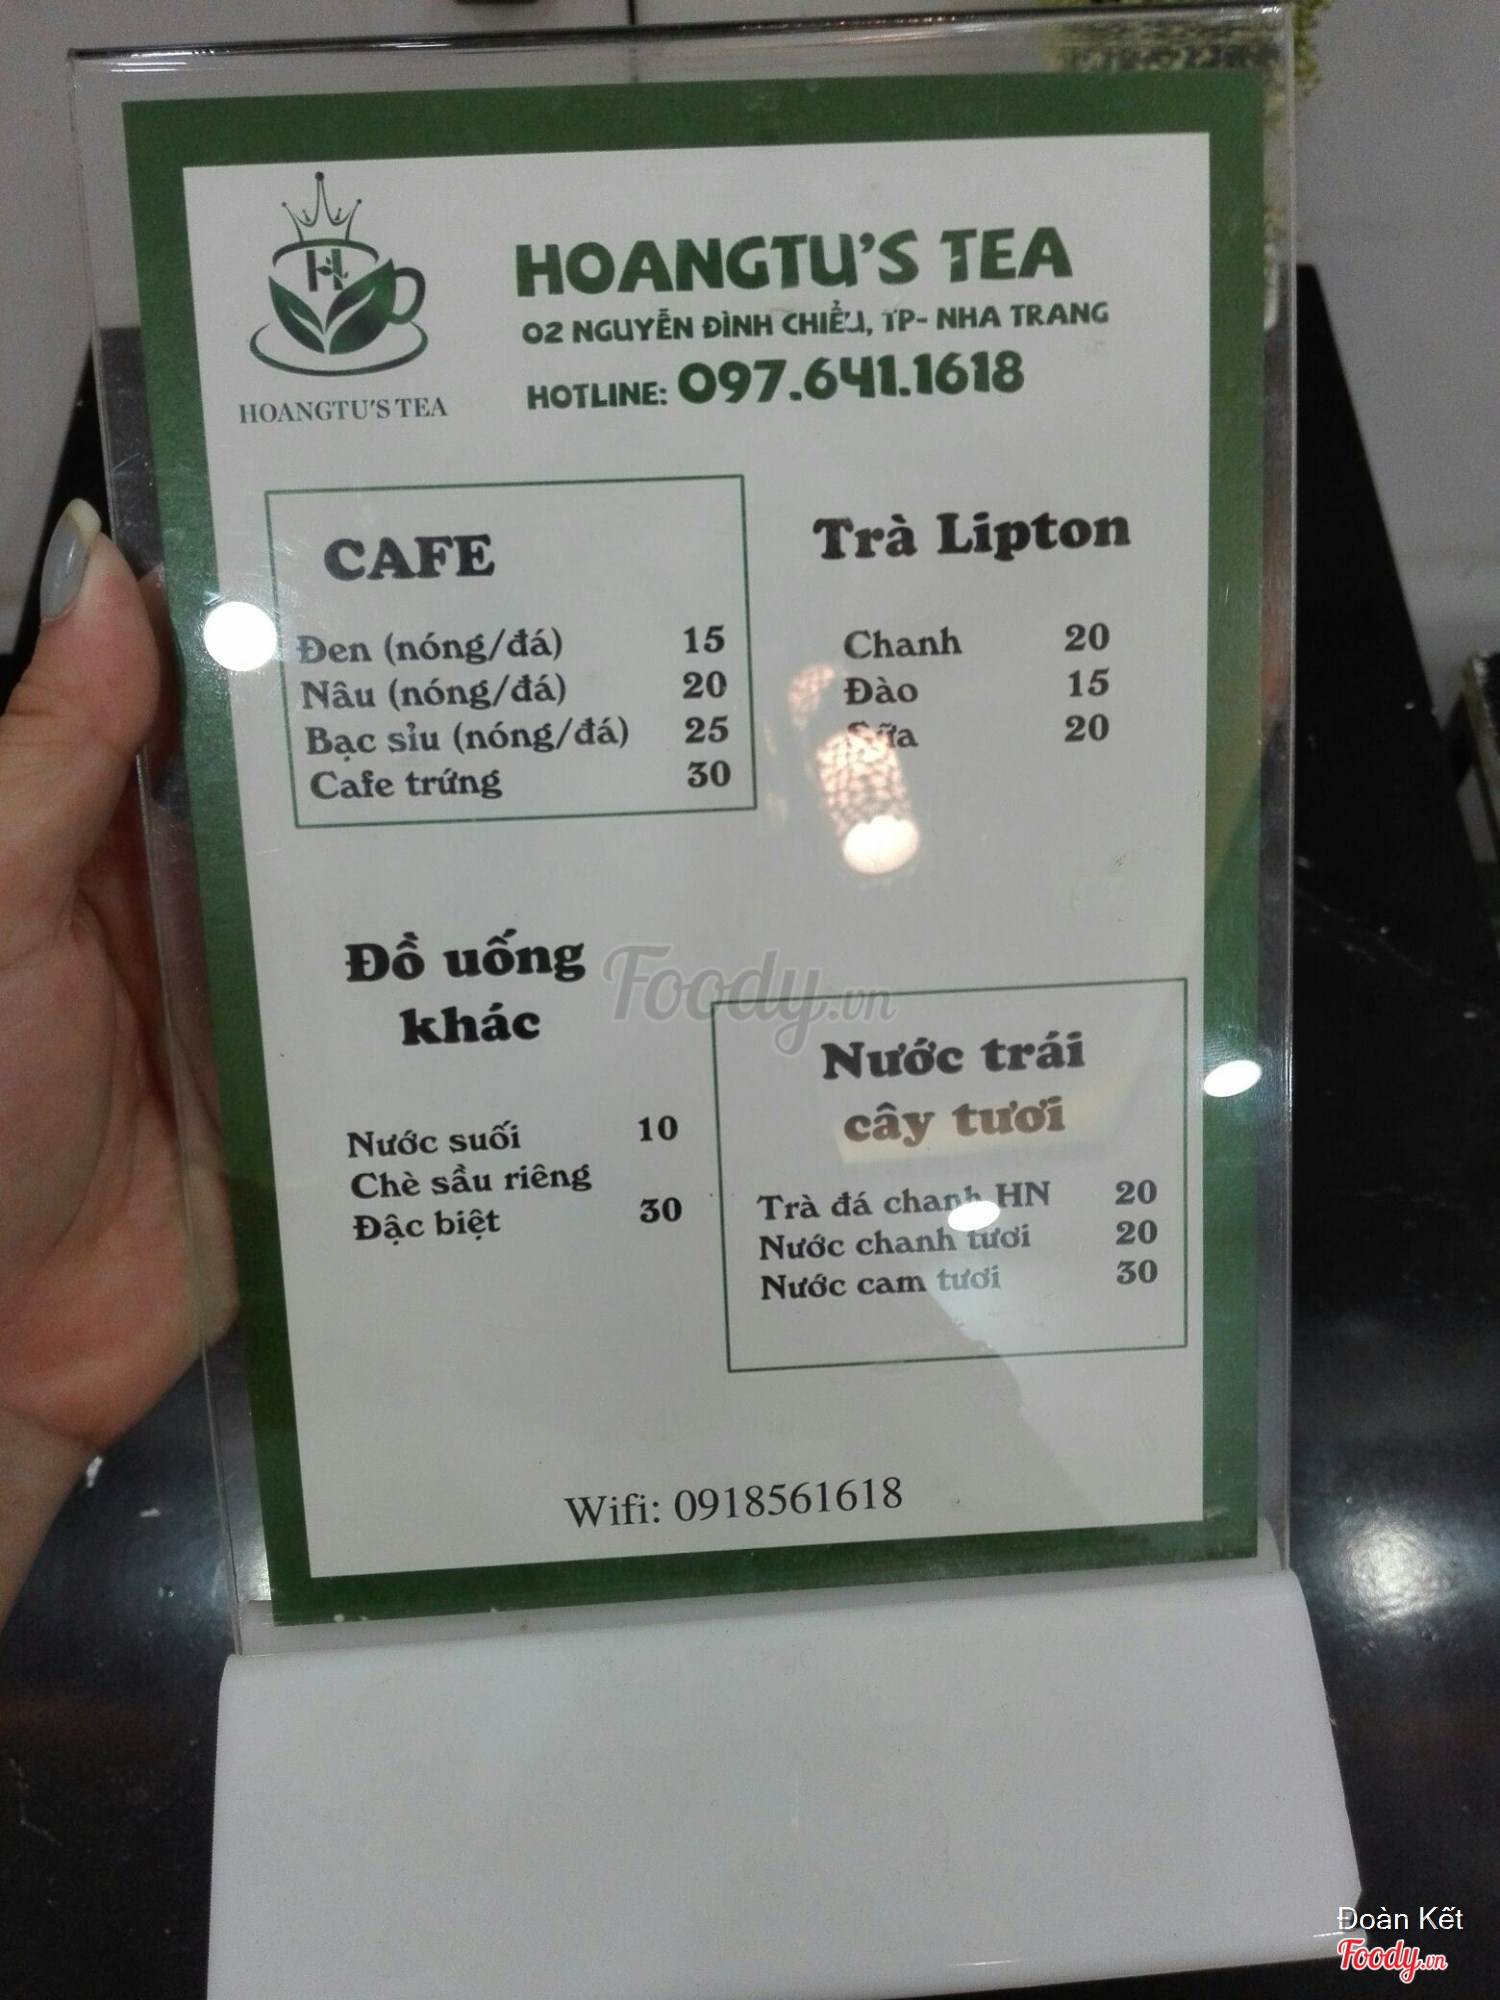 HOANGTU'S TEA
02 NGUYỄN ĐÌNH CHIỂU, TP- NHA TRANG
HOTLINE: 097.641.1618
H
HOANGTU'S TEA
CAFE
Đen (nóng/đá) 15
Nâu (nóng/đá) 20
Bạc sỉu (nóng/đá) 25
Cafe trứng 30
Trà Lipton
Chanh 20
Đào 15
Sữa 20
Đồ uống
khác
Nước suối 10
Chè sầu riêng
Đặc biệt 30
Foody.vn
Nước trái
cây tươi
Trà đá chanh HN 20
Nước chanh tươi 20
Nước cam tươi 30
Wifi: 0918561618
Đoàn Kết
Foody.vn